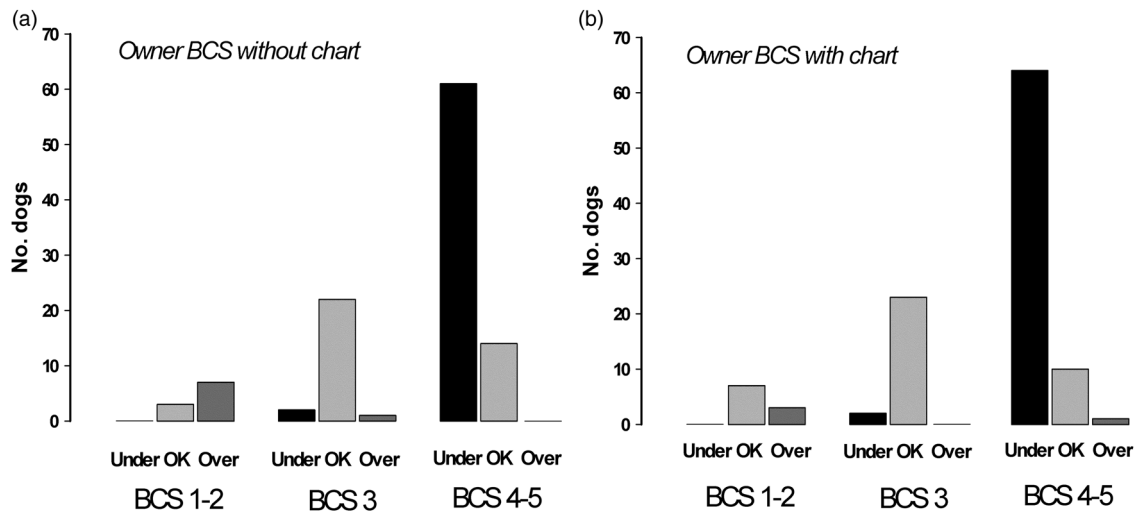 (a)
Owner BCS without chart
No. dogs
70
60
50
40
30
20
10
0
Under OK Over
Under OK Over
Under OK Over
BCS 1-2
BCS 3
BCS 4-5
(b)
Owner BCS with chart
No. dogs
70
60
50
40
30
20
10
0
Under OK Over
Under OK Over
Under OK Over
BCS 1-2
BCS 3
BCS 4-5